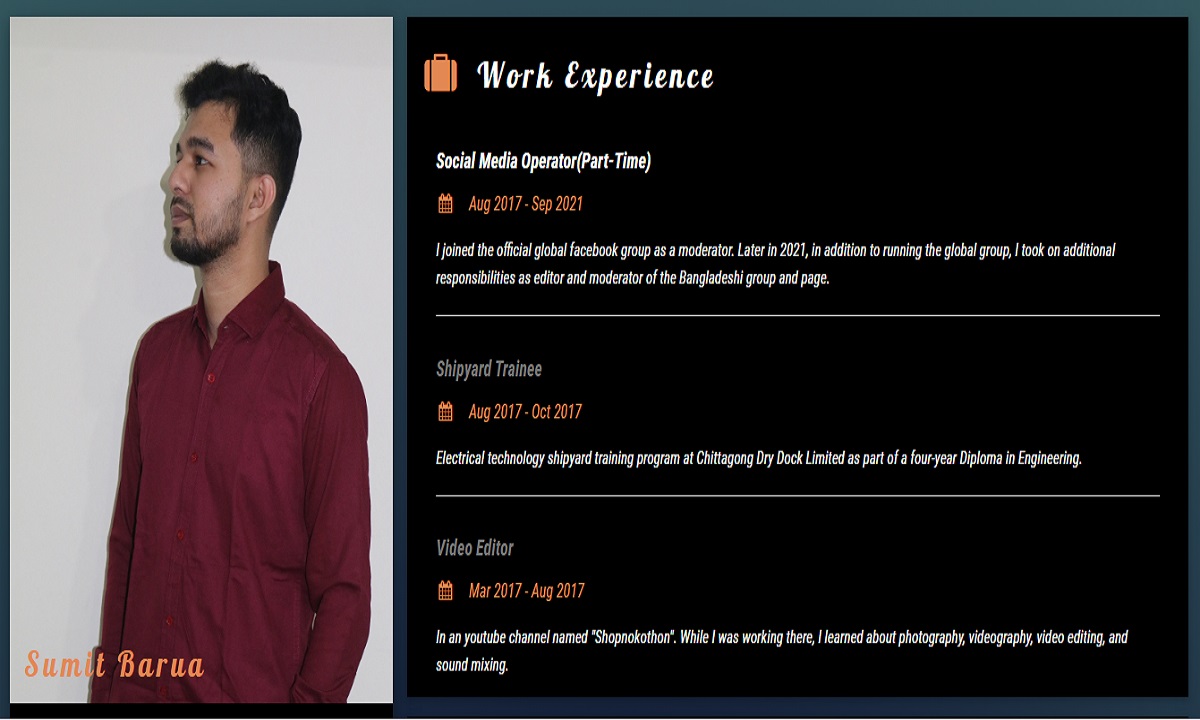 Sumit Barua
Work Experience
Social Media Operator(Part-Time)
Aug 2017 - Sep 2021
I joined the official global facebook group as a moderator. Later in 2021, in addition to running the global group, I took on additional
responsibilities as editor and moderator of the Bangladeshi group and page.
Shipyard Trainee
Aug 2017 - Oct 2017
Electrical technology shipyard training program at Chittagong Dry Dock Limited as part of a four-year Diploma in Engineering.
Video Editor
Mar 2017 - Aug 2017
In an youtube channel named "Shopnokothon". While I was working there, I learned about photography, videography, video editing, and
sound mixing.